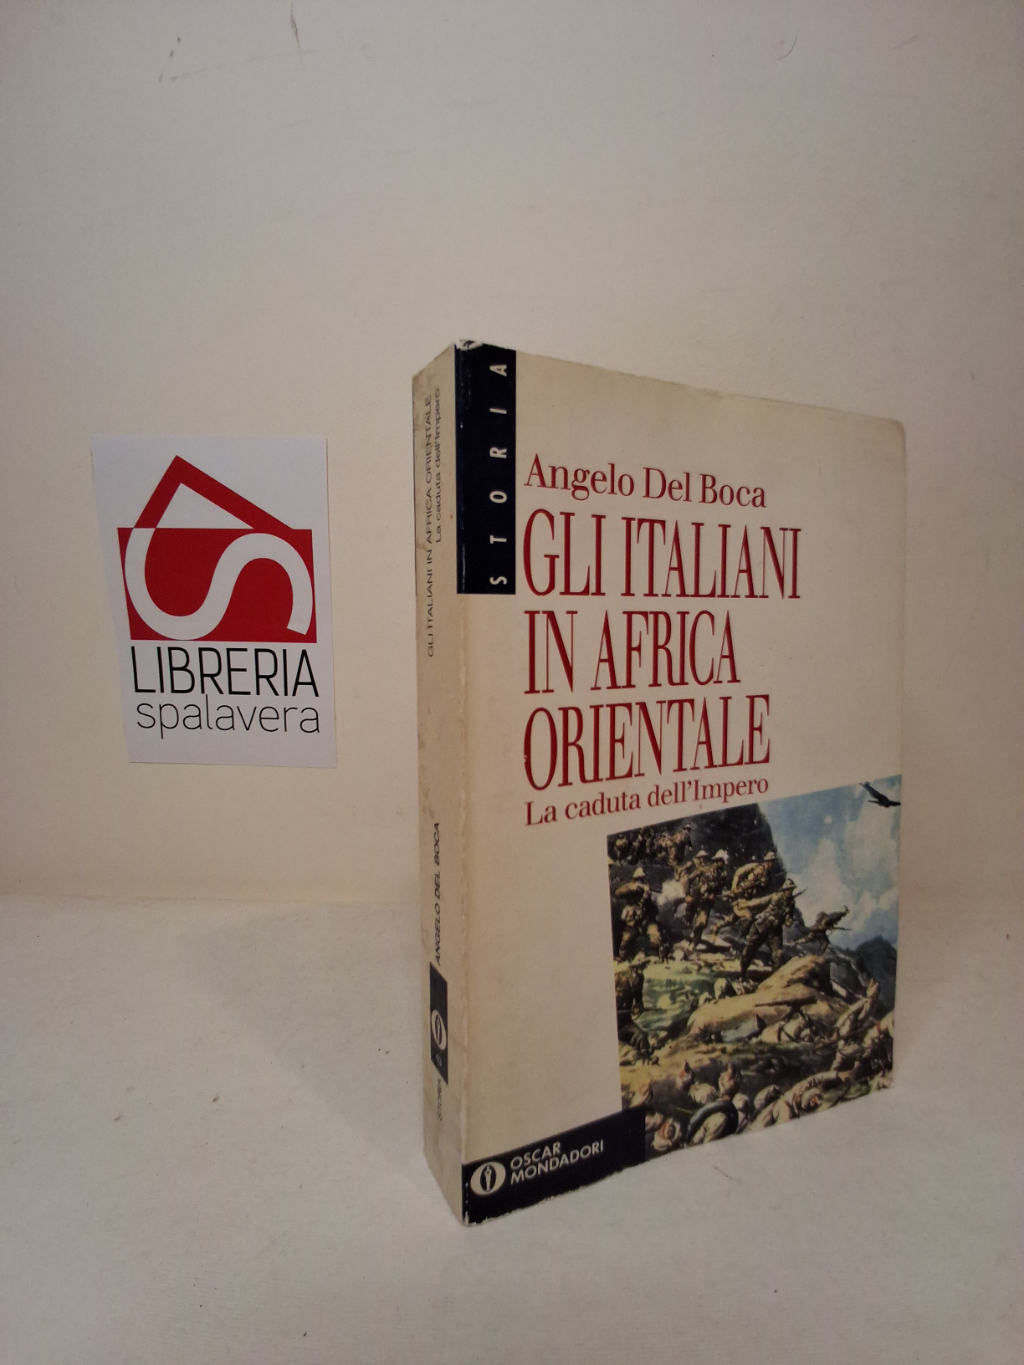 LIBRERIA
spalavera
GLI ITALIANI IN AFRICA ORIENTALE
La caduta dell'Impero
ANGELO DEL BOCA
STORIA
Angelo Del Boca
GLI ITALIANI
IN AFRICA
ORIENTALE
La caduta dell'Impero
OSCAR
MONDADORI